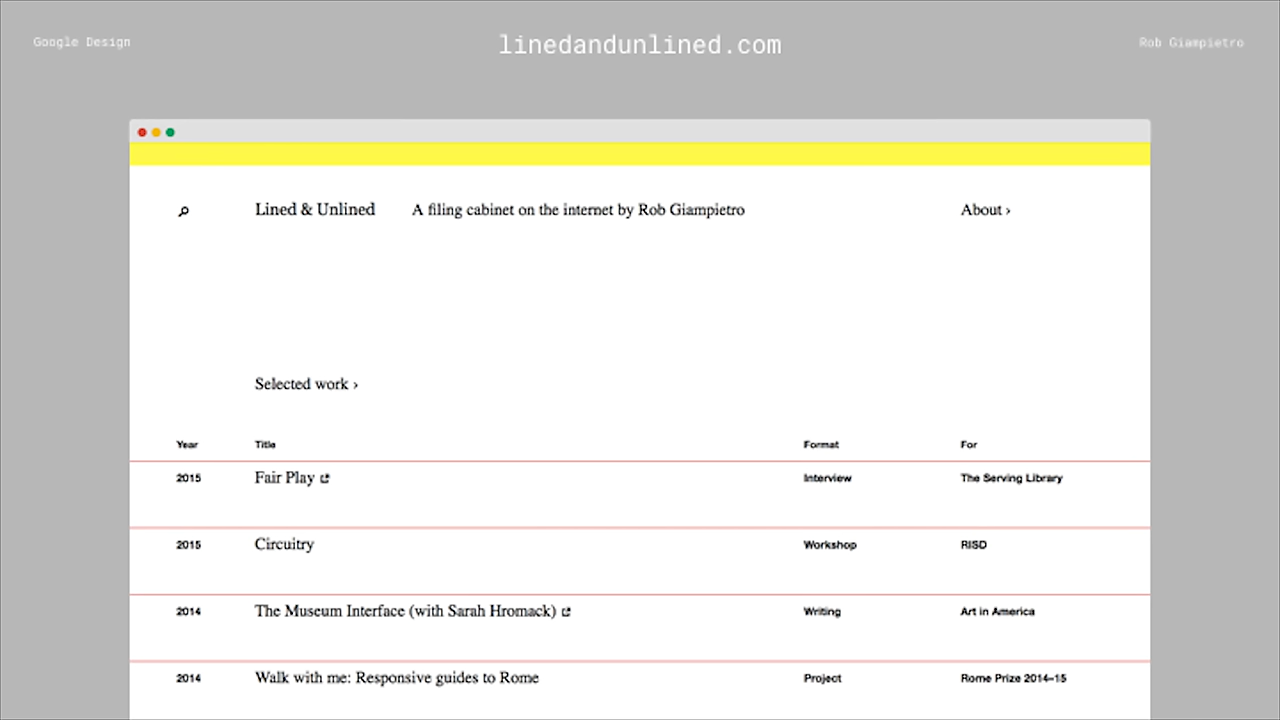 Google Design
linedandunlined.com
Rob Giampietro
Lined & Unlined A filing cabinet on the internet by Rob Giampietro About ›
Selected work ›
Year Title Format For
2015 Fair Play Interview The Serving Library
2015 Circuitry Workshop RISD
2014 The Museum Interface (with Sarah Hromack) Writing Art in America
2014 Walk with me: Responsive guides to Rome Project Rome Prize 2014–15